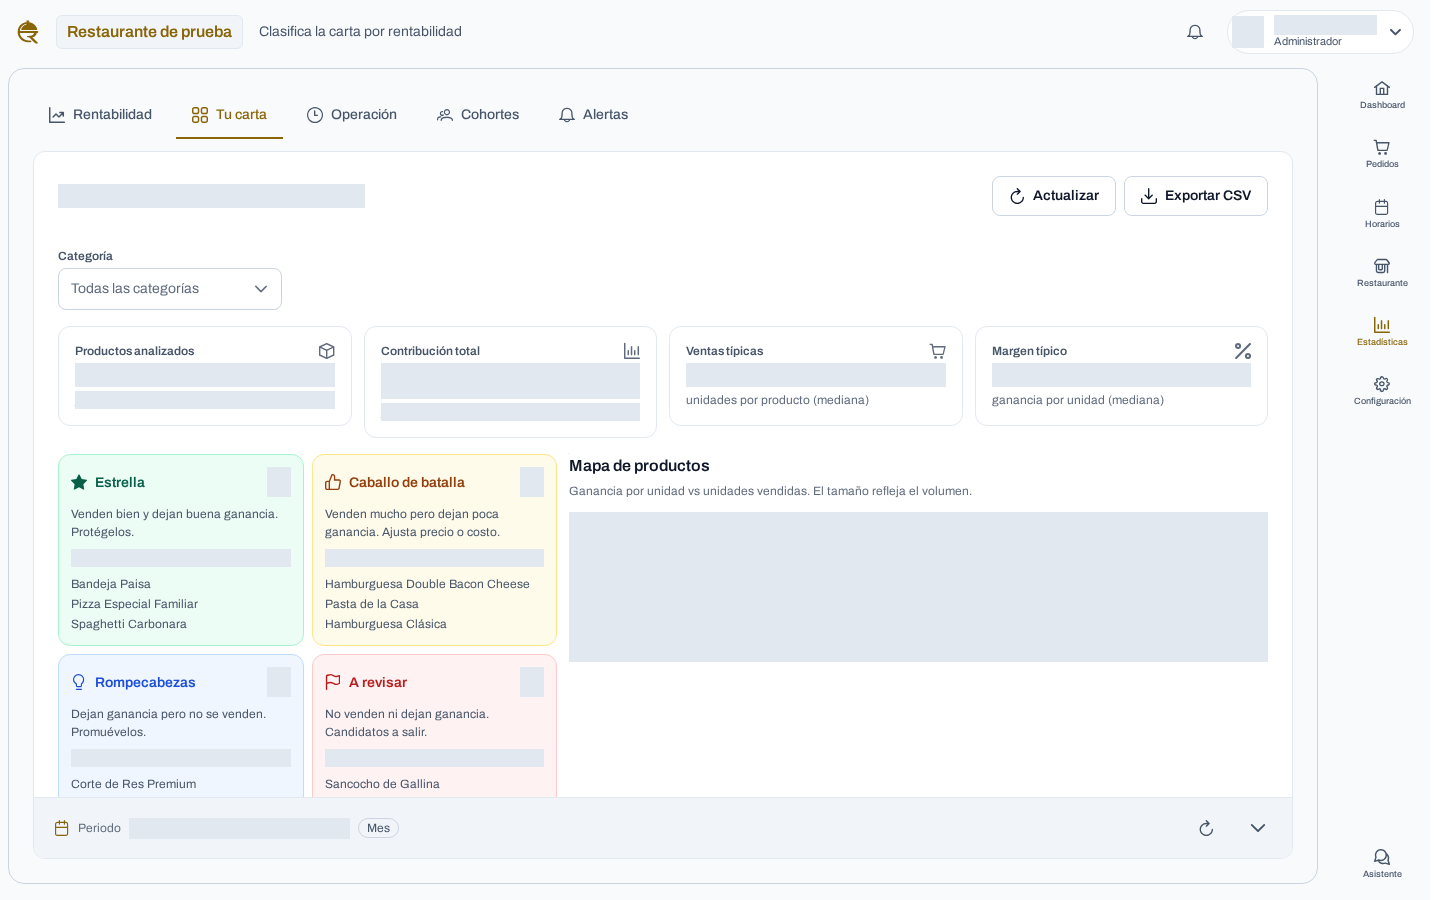 Restaurante de prueba
Clasifica la carta por rentabilidad
Administrador
Rentabilidad
Tu carta
Operación
Cohortes
Alertas
Actualizar
Exportar CSV
Categoría
Todas las categorías
Productos analizados
Contribución total
Ventas típicas
unidades por producto (mediana)
Margen típico
ganancia por unidad (mediana)
Estrella
Venden bien y dejan buena ganancia.
Protégelos.
Bandeja Paisa
Pizza Especial Familiar
Spaghetti Carbonara
Caballo de batalla
Venden mucho pero dejan poca
ganancia. Ajusta precio o costo.
Hamburguesa Double Bacon Cheese
Pasta de la Casa
Hamburguesa Clásica
Mapa de productos
Ganancia por unidad vs unidades vendidas. El tamaño refleja el volumen.
Rompecabezas
Dejan ganancia pero no se venden.
Promuévelos.
Corte de Res Premium
A revisar
No venden ni dejan ganancia.
Candidatos a salir.
Sancocho de Gallina
Periodo
Mes
Dashboard
Pedidos
Horarios
Restaurante
Estadísticas
Configuración
Asistente